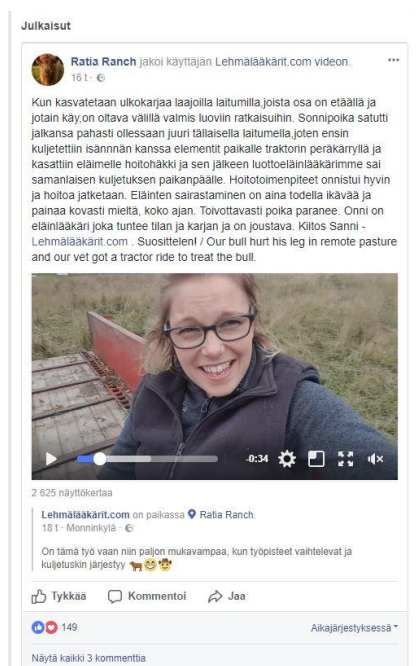 Julkaisut
Ratia Ranch jakoi käyttäjän Lehmälääkärit.com videon.
16 t ·
Kun kasvatetaan ulkokarjaa laajoilla laitumilla,joista osa on etäällä ja
jotain käy,on oltava välillä valmis luoviin ratkaisuihin. Sonnipoika satutti
jalkansa pahasti ollessaan juuri tällaisella laitumella,joten ensin
kuljetettiin isännän kanssa elementit paikalle traktorin peräkärryllä ja
kasattiin eläimelle hoitohäkki ja sen jälkeen luottoeläinlääkärimme sai
samanlaisen kuljetuksen paikanpäälle. Hoitotoimenpiteet onnistui hyvin
ja hoitoa jatketaan. Eläinten sairastaminen on aina todella ikävää ja
painaa kovasti mieltä, koko ajan. Toivottavasti poika paranee. Onni on
eläinlääkäri joka tuntee tilan ja karjan ja on joustava. Kiitos Sanni -
Lehmälääkärit.com . Suosittelen! / Our bull hurt his leg in remote pasture
and our vet got a tractor ride to treat the bull.
-0:34
2 625 näyttökertaa
Lehmälääkärit.com on paikassa Ratia Ranch.
18 t · Monninkylä ·
On tämä työ vaan niin paljon mukavampaa, kun työpisteet vaihtelevat ja
kuljetuskin järjestyy
Tykkää Kommentoi Jaa
149 Aikajärjestyksessä
Näytä kaikki 3 kommenttia